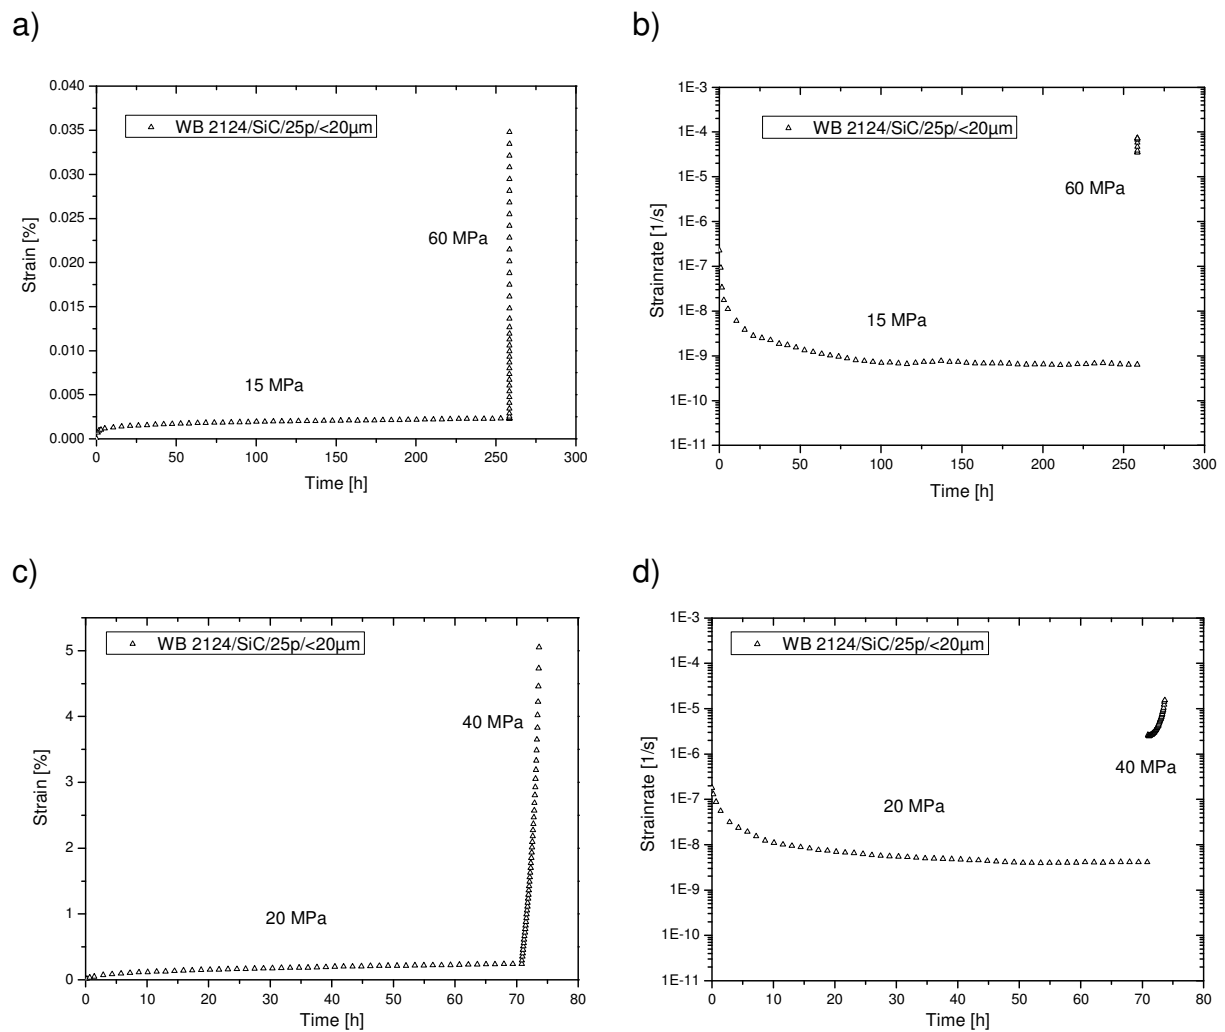 a)
0.040
0.035
0.030
0.025
0.020
0.015
0.010
0.005
0.000
Strain [%]
WB 2124/SiC/25p/<20µm
60 MPa
15 MPa
0 50 100 150 200 250 300
Time [h]
b)
1E-3
1E-4
1E-5
1E-6
1E-7
1E-8
1E-9
1E-10
1E-11
Strainrate [1/s]
WB 2124/SiC/25p/<20µm
60 MPa
15 MPa
0 50 100 150 200 250 300
Time [h]
c)
5
4
3
2
1
0
Strain [%]
WB 2124/SiC/25p/<20µm
40 MPa
20 MPa
0 10 20 30 40 50 60 70 80
Time [h]
d)
1E-3
1E-4
1E-5
1E-6
1E-7
1E-8
1E-9
1E-10
1E-11
Strainrate [1/s]
WB 2124/SiC/25p/<20µm
40 MPa
20 MPa
0 10 20 30 40 50 60 70 80
Time [h]